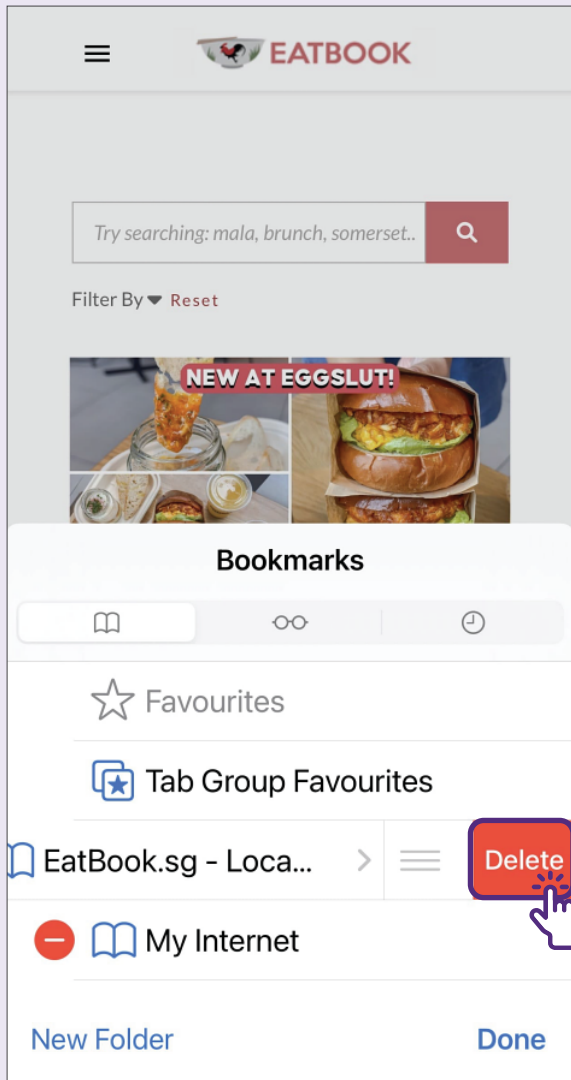 EATBOOK
Try searching: mala, brunch, somerset..
Filter By Reset
NEW AT EGGSLUT!
Bookmarks
Favourites
Tab Group Favourites
EatBook.sg - Loca... Delete
My Internet
New Folder Done